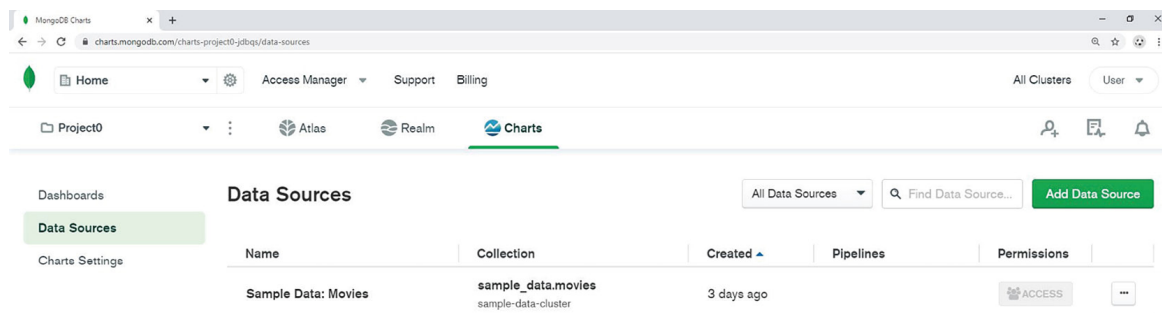 MongoDB Charts
charts.mongodb.com/charts-project0-jdbqs/data-sources
Home Access Manager Support Billing All Clusters User
Project0 Atlas Realm Charts
Dashboards
Data Sources
Charts Settings
Data Sources All Data Sources Find Data Source... Add Data Source
Name Collection Created Pipelines Permissions
Sample Data: Movies sample_data.movies 3 days ago ACCESS
sample-data-cluster